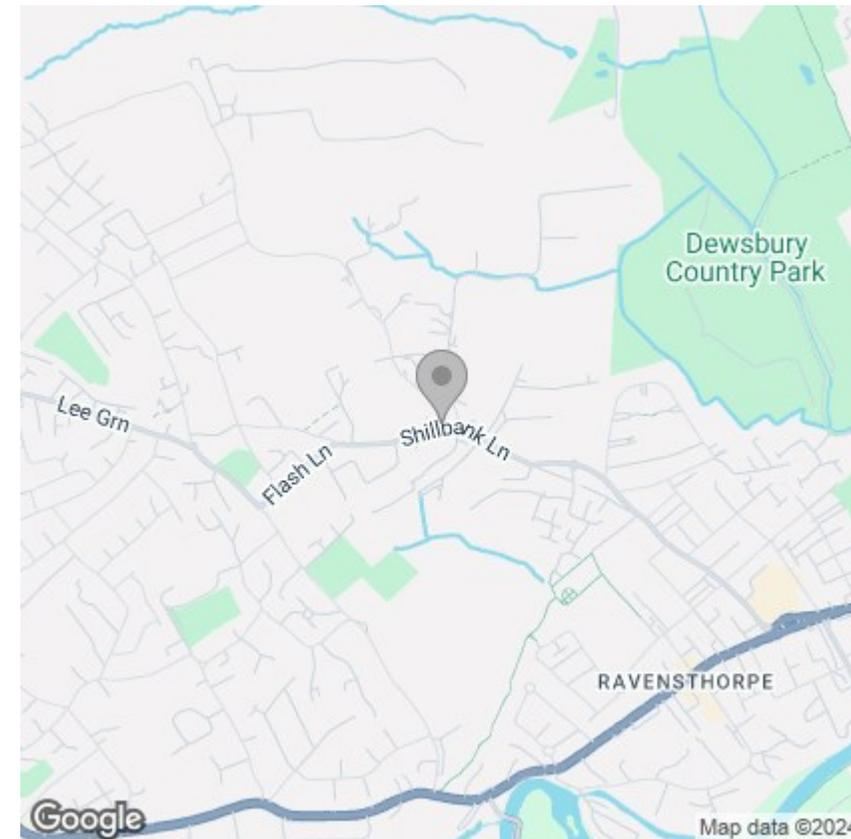 Dewsbury
Country Park
Lee Grn
Shillbank Ln
Flash Ln
RAVENSTHORPE
Google
Map data ©2024